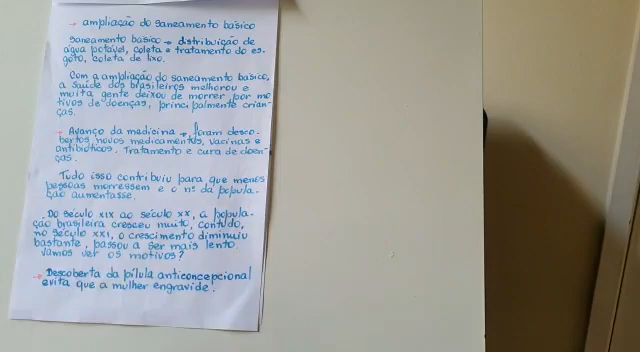 → ampliação do saneamento básico
saneamento básico → distribuição de
água potável, coleta e tratamento do es-
goto, coleta de lixo.
Com a ampliação do saneamento básico,
a saúde dos brasileiros melhorou e
muita gente deixou de morrer por mo
tivos de doenças, principalmente crian-
ças.
→ Avanço da medicina → foram desco-
bertos novos medicamentos, vacinas e
antibióticos. Tratamento e cura de doen-
ças.
Tudo isso contribuiu para que menos
pessoas morressem e o nº da popula-
ção aumentasse.
Do século XIX ao século XX, a popula-
ção brasileira cresceu muito, contudo,
no século XXI, o crescimento diminuiu
bastante, passou a ser mais lento
vamos ver os motivos?
→ Descoberta da pílula anticoncepcional
evita que a mulher engravide.